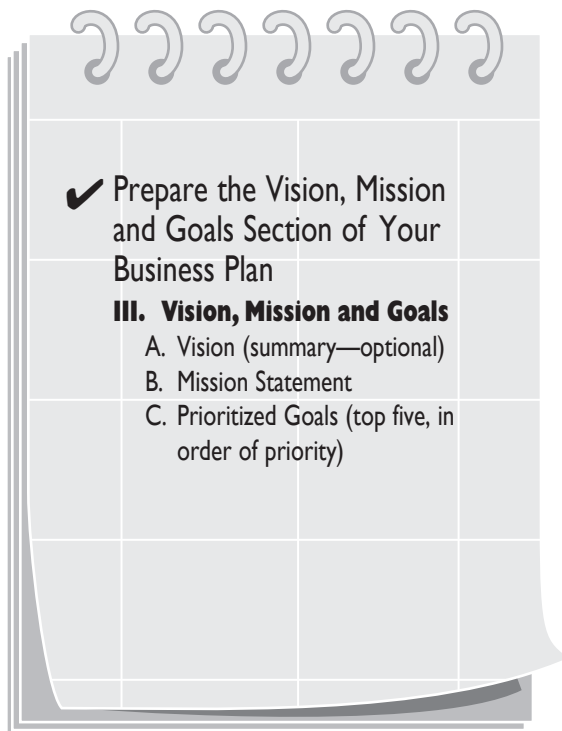 ✔ Prepare the Vision, Mission
and Goals Section of Your
Business Plan
III. Vision, Mission and Goals
A. Vision (summary—optional)
B. Mission Statement
C. Prioritized Goals (top five, in
order of priority)